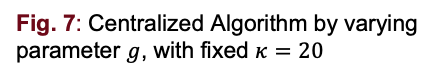 Fig. 7: Centralized Algorithm by varying
parameter g, with fixed κ = 20